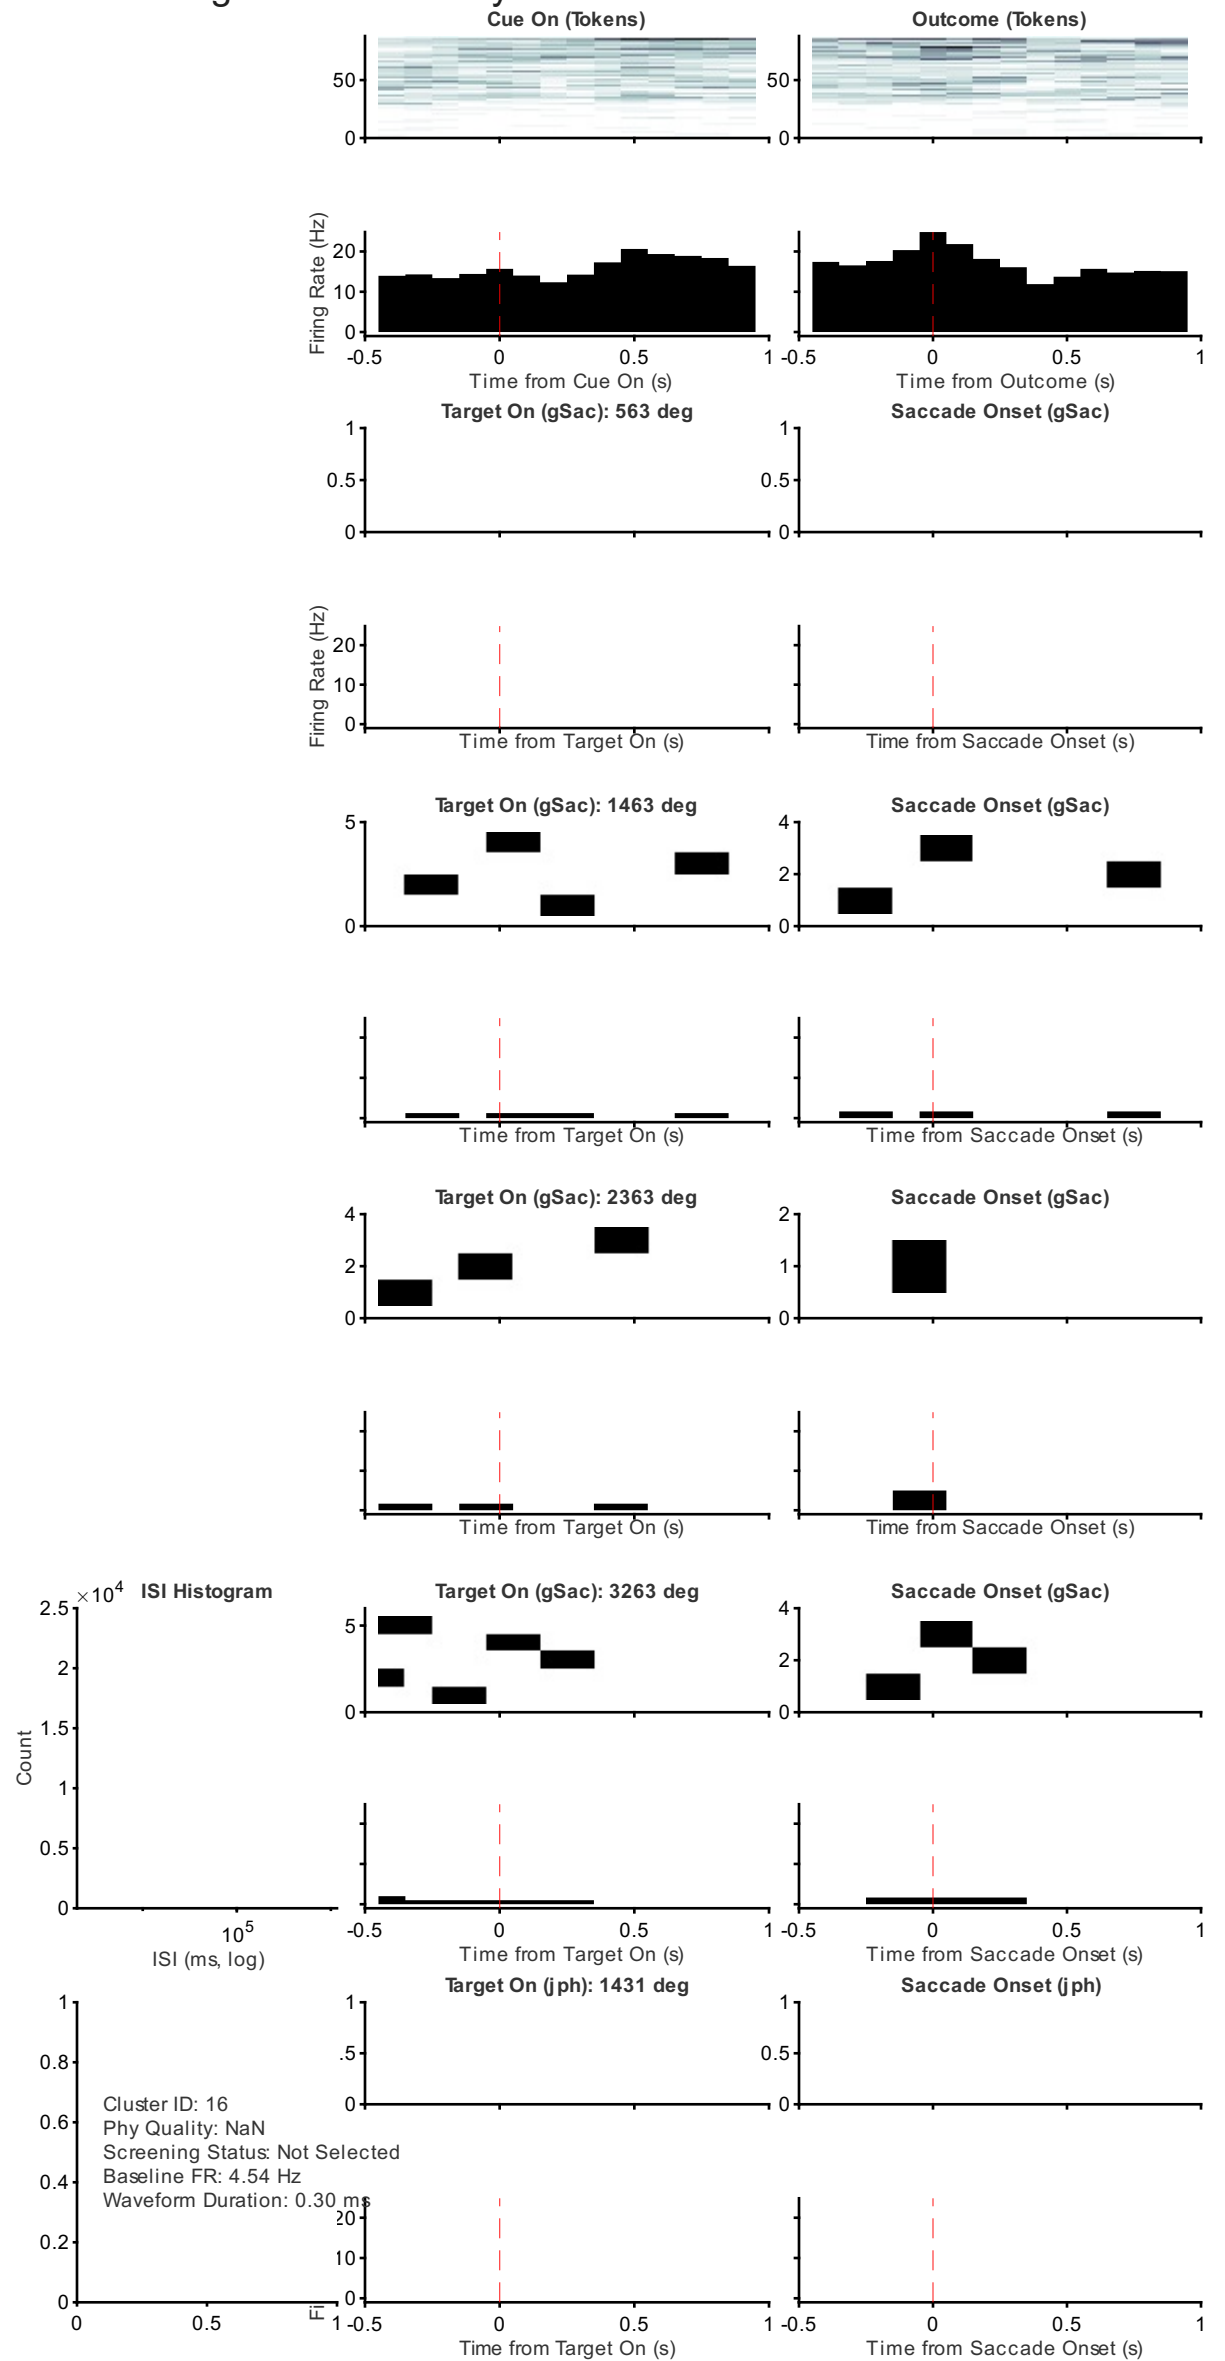 Cue On (Tokens)
Outcome (Tokens)
50
0
50
0
Firing Rate (Hz)
20
10
0
-0.5 0 0.5 1
Time from Cue On (s)
-0.5 0 0.5 1
Time from Outcome (s)
Target On (gSac): 563 deg
Saccade Onset (gSac)
1
0.5
0
1
0.5
0
Firing Rate (Hz)
20
10
0
Time from Target On (s)
Time from Saccade Onset (s)
Target On (gSac): 1463 deg
Saccade Onset (gSac)
5
0
4
2
0
Time from Target On (s)
Time from Saccade Onset (s)
Target On (gSac): 2363 deg
Saccade Onset (gSac)
4
2
0
2
1
0
Time from Target On (s)
Time from Saccade Onset (s)
×10^4
ISI Histogram
2.5
2
1.5
1
0.5
0
Count
10^5
ISI (ms, log)
Target On (gSac): 3263 deg
Saccade Onset (gSac)
5
0
4
2
0
-0.5 0 0.5 1
Time from Target On (s)
-0.5 0 0.5 1
Time from Saccade Onset (s)
Target On (jph): 1431 deg
Saccade Onset (jph)
1
.5
0
1
0.5
0
1
0.8
0.6
0.4
0.2
0
0 0.5 1
Cluster ID: 16
Phy Quality: NaN
Screening Status: Not Selected
Baseline FR: 4.54 Hz
Waveform Duration: 0.30 ms
20
10
0
Fi
-0.5 0 0.5 1
Time from Target On (s)
-0.5 0 0.5 1
Time from Saccade Onset (s)